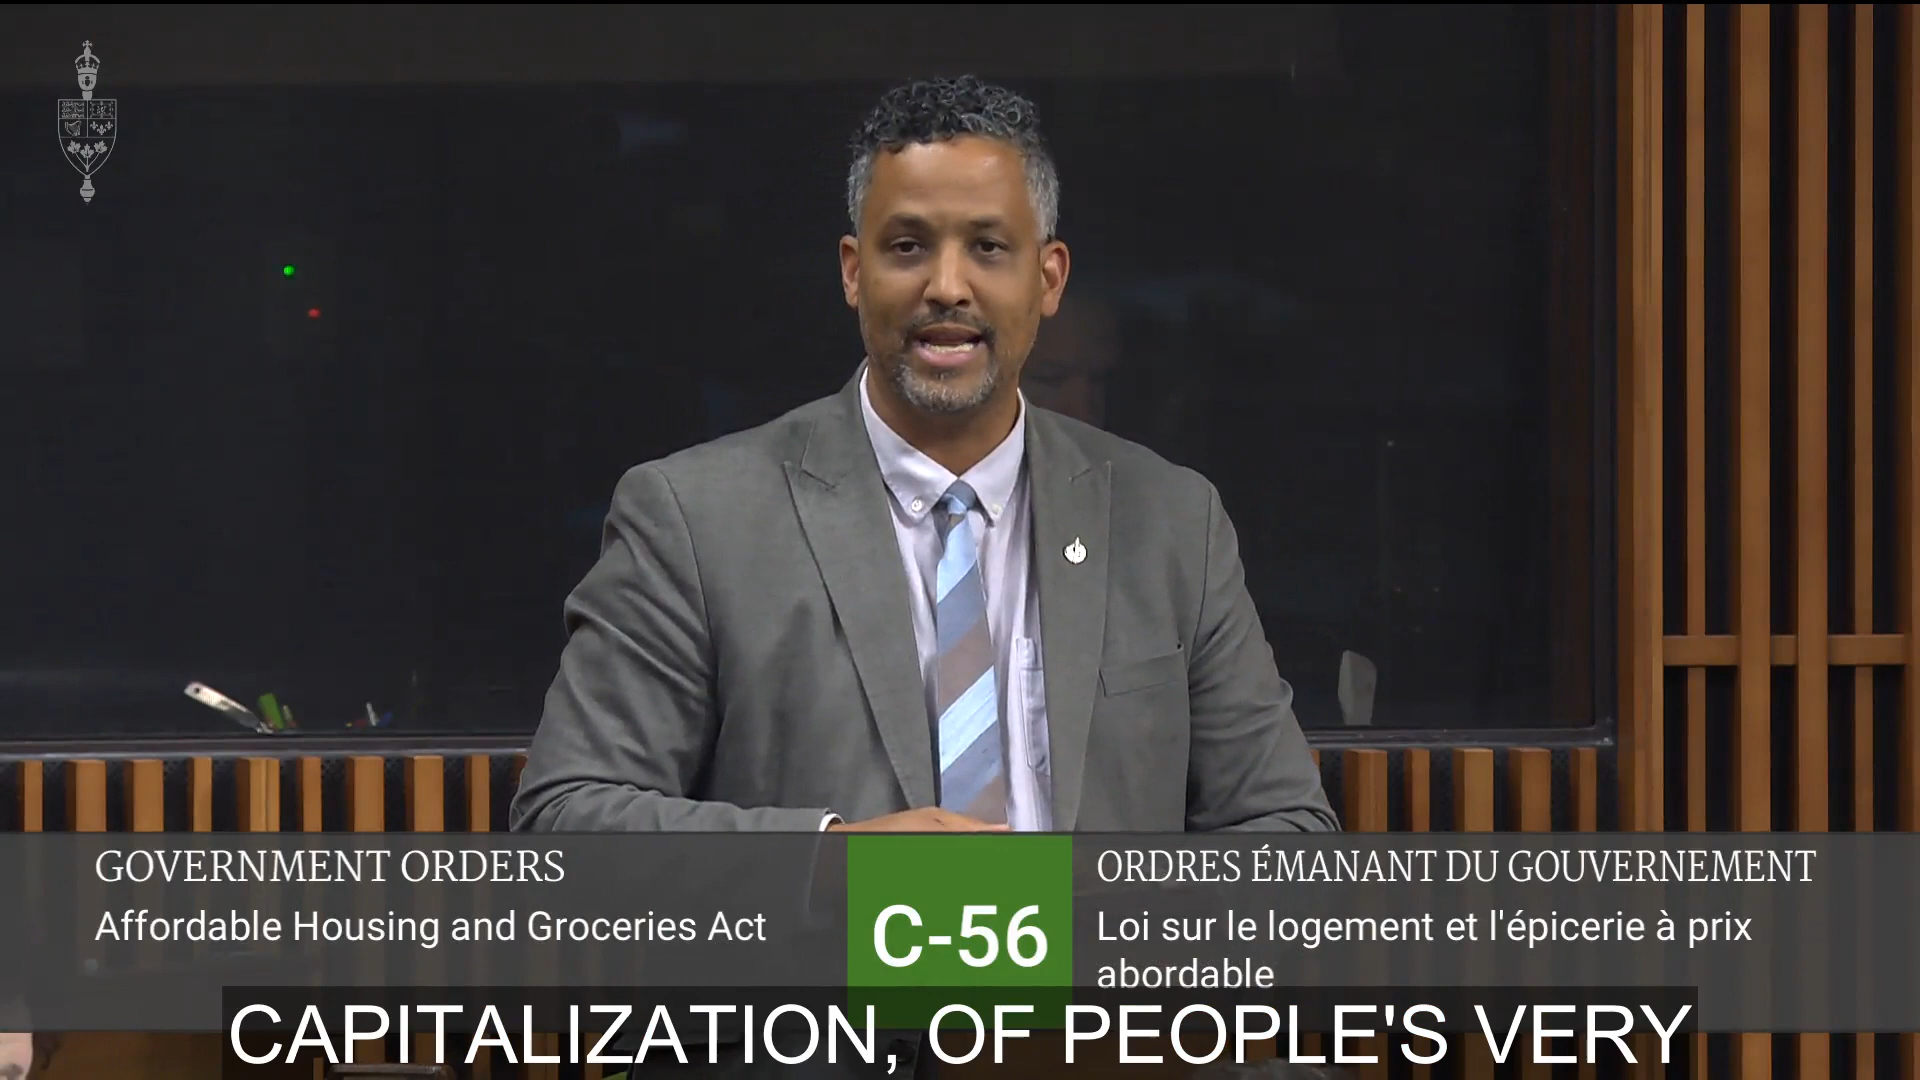 GOVERNMENT ORDERS
Affordable Housing and Groceries Act
C-56
ORDRES ÉMANANT DU GOUVERNEMENT
Loi sur le logement et l'épicerie à prix
abordable
CAPITALIZATION, OF PEOPLE'S VERY